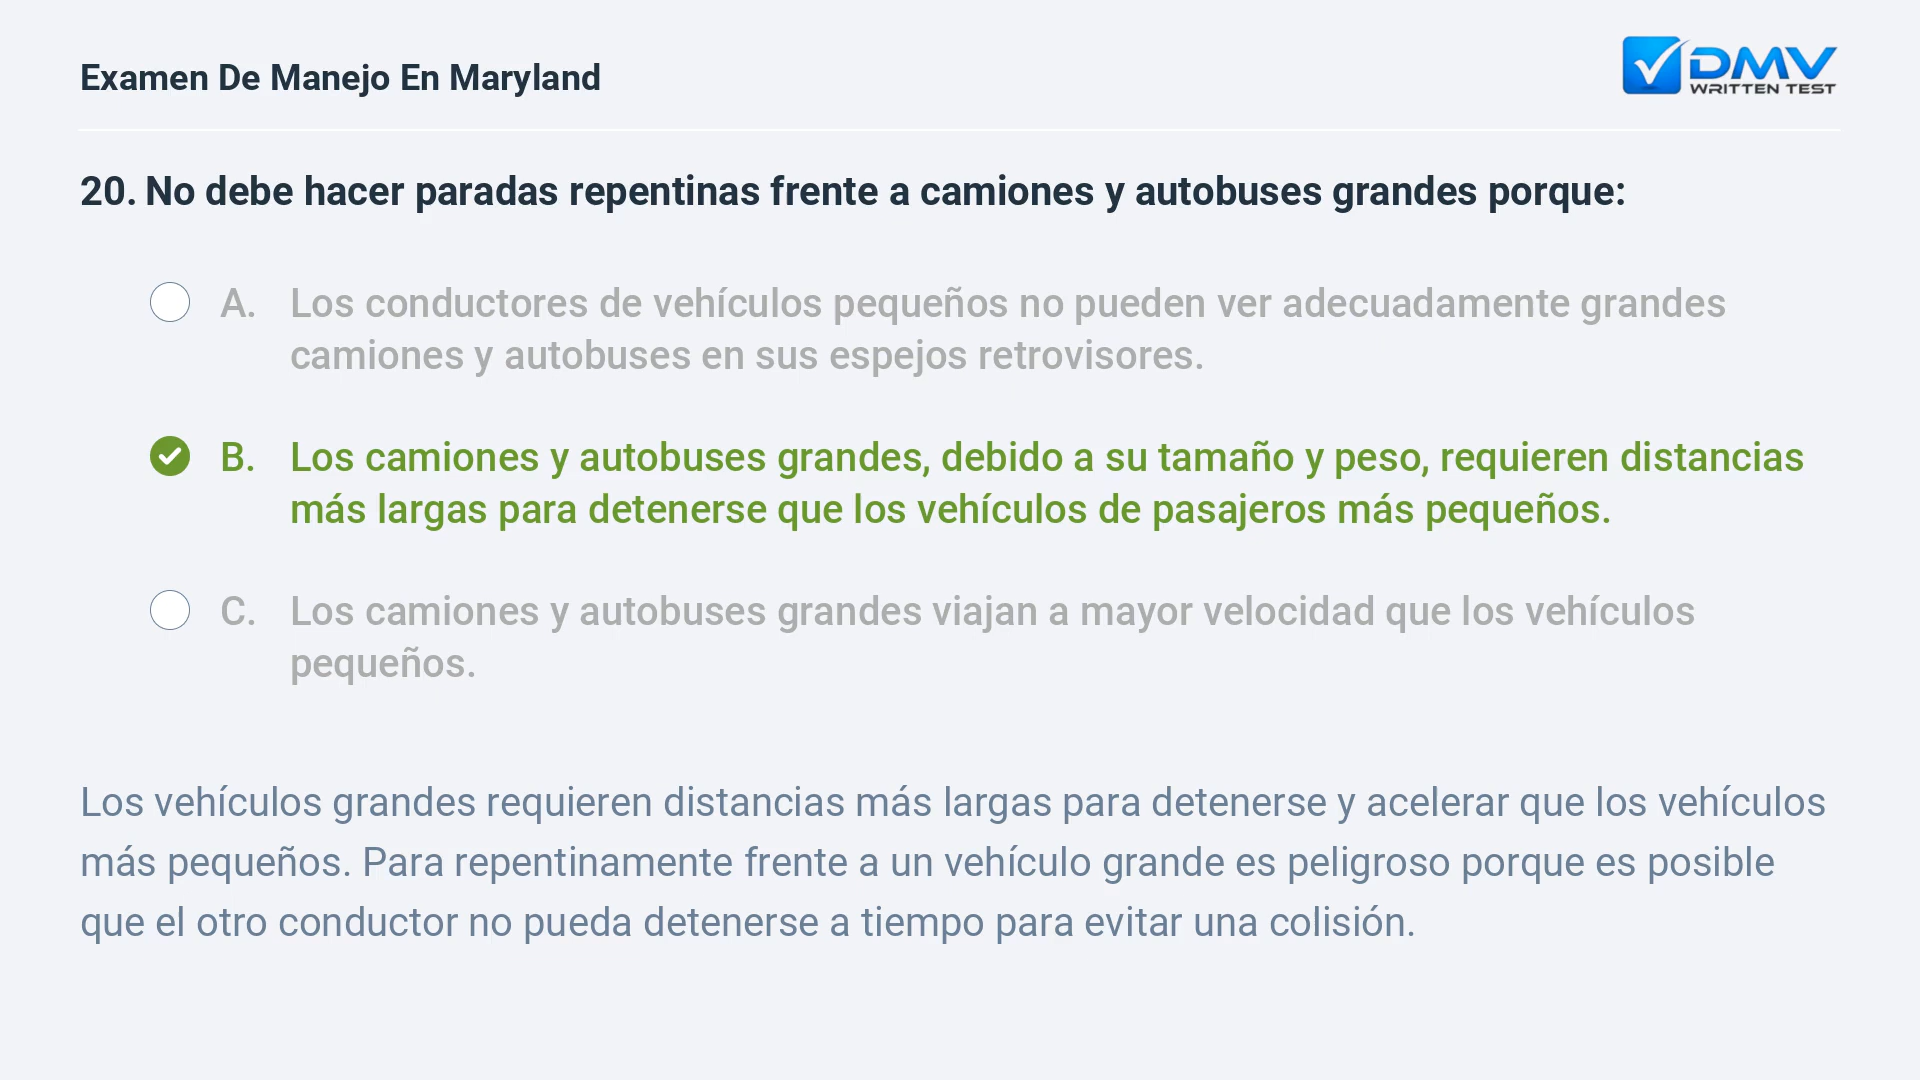 Examen De Manejo En Maryland
DMV
WRITTEN TEST
20. No debe hacer paradas repentinas frente a camiones y autobuses grandes porque:
A. Los conductores de vehículos pequeños no pueden ver adecuadamente grandes
camiones y autobuses en sus espejos retrovisores.
B. Los camiones y autobuses grandes, debido a su tamaño y peso, requieren distancias
más largas para detenerse que los vehículos de pasajeros más pequeños.
C. Los camiones y autobuses grandes viajan a mayor velocidad que los vehículos
pequeños.
Los vehículos grandes requieren distancias más largas para detenerse y acelerar que los vehículos
más pequeños. Para repentinamente frente a un vehículo grande es peligroso porque es posible
que el otro conductor no pueda detenerse a tiempo para evitar una colisión.